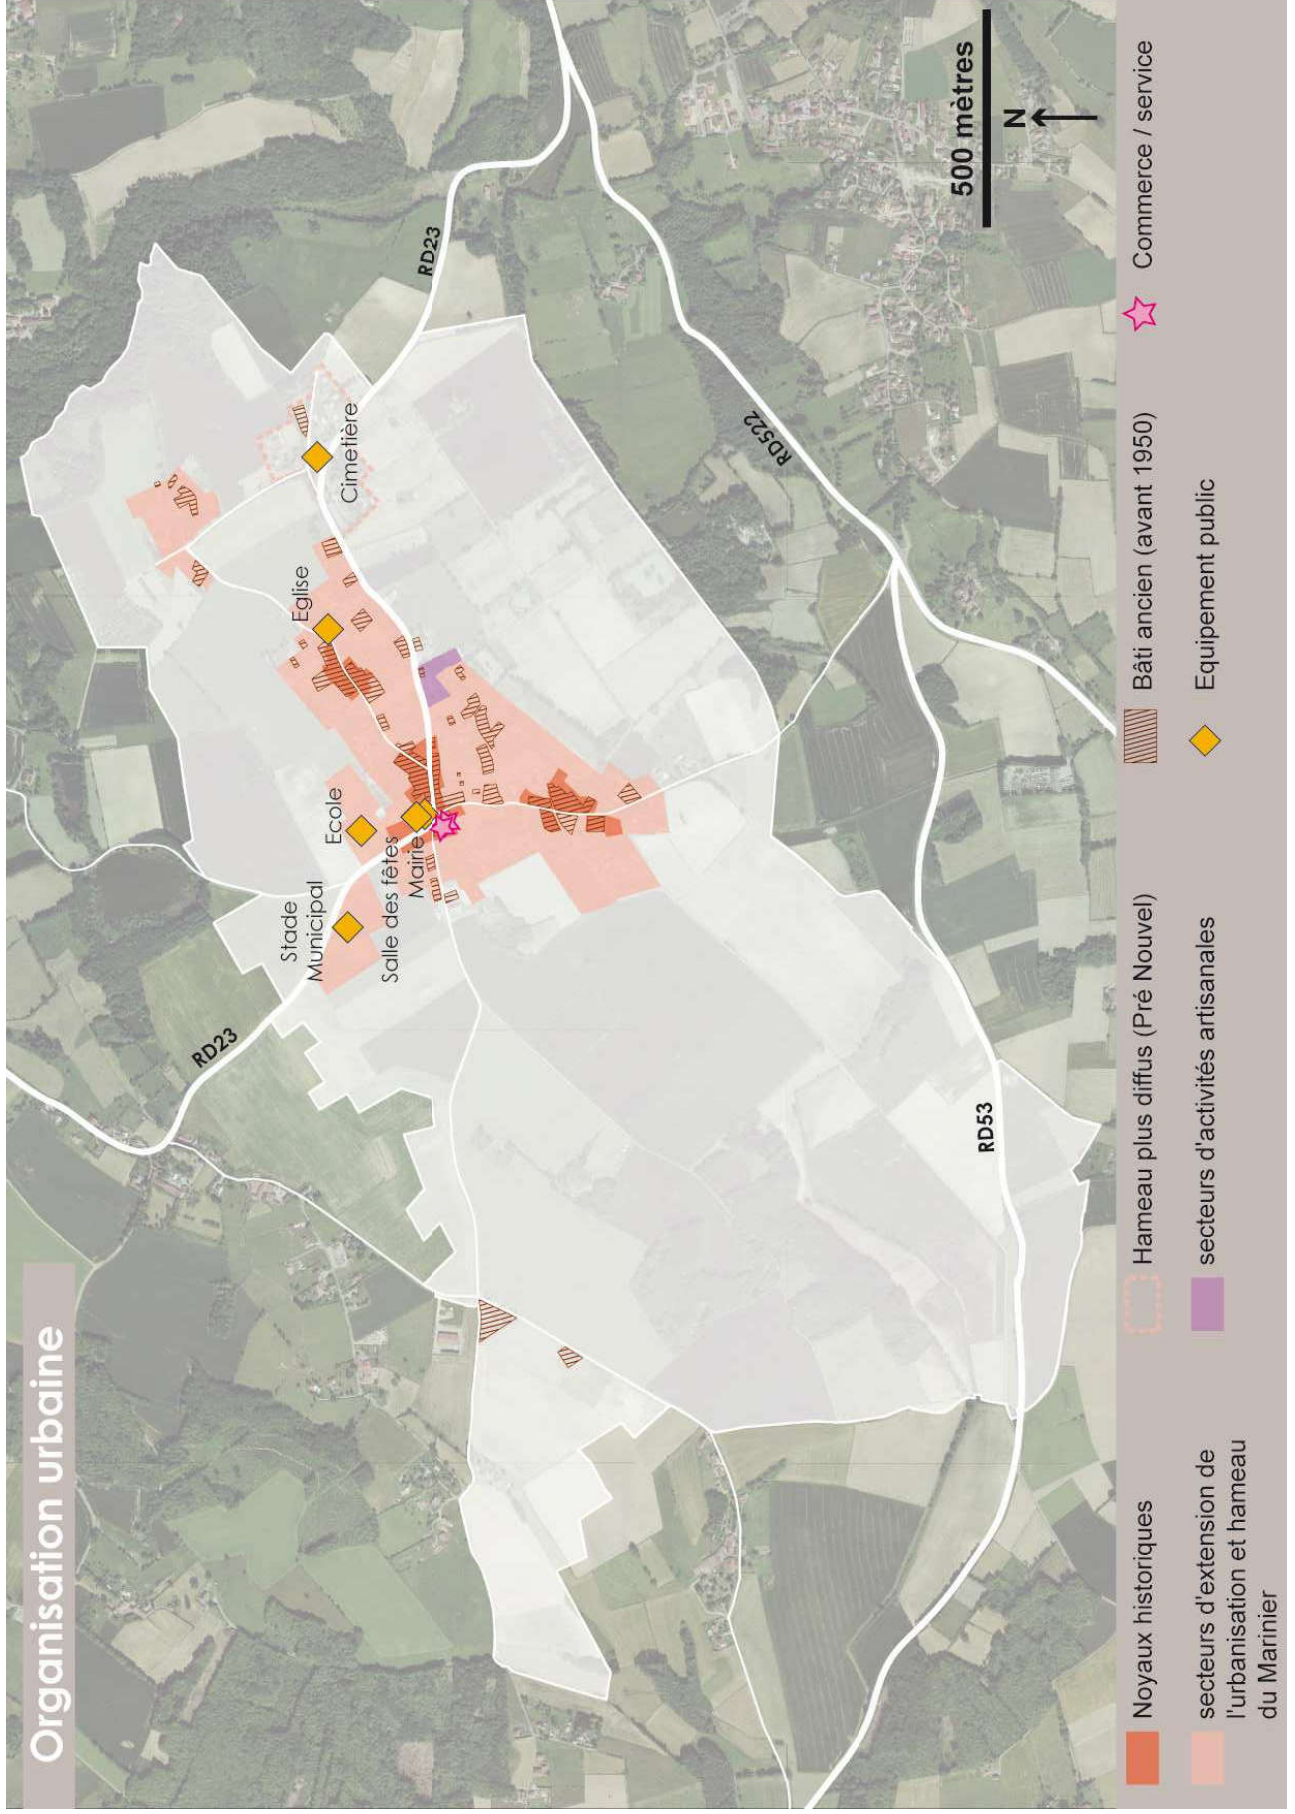 Organisation urbaine
RD23
Stade
Municipal
Ecole
Salle des fêtes
Mairie
Eglise
Cimetière
RD23
RD522
RD53
500 mètres
N
Noyaux historiques
Hameau plus diffus (Pré Nouvel)
Bâti ancien (avant 1950)
Commerce / service
secteurs d'extension de
l'urbanisation et hameau
du Marinier
secteurs d'activités artisanales
Equipement public